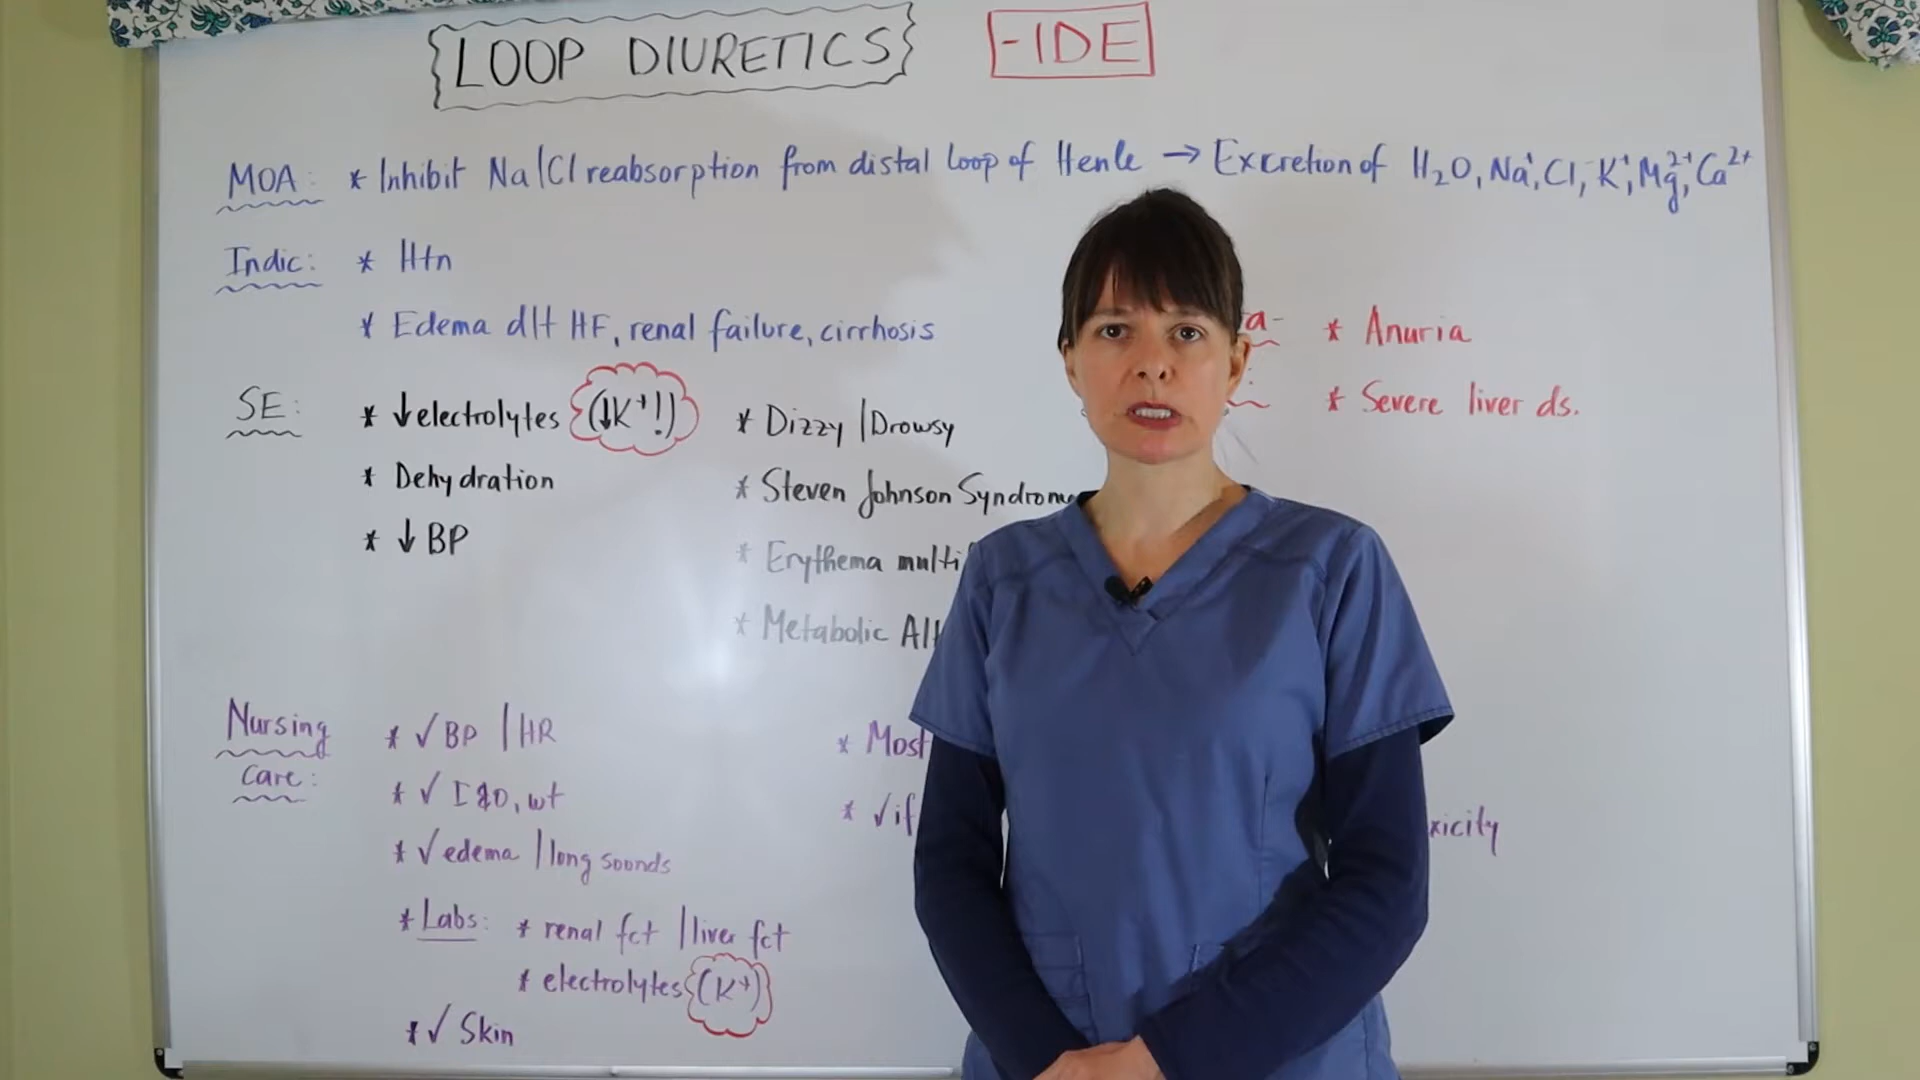 LOOP DIURETICS -IDE
MOA: * Inhibit Na/Cl reabsorption from distal loop of Henle → Excretion of H₂O, Na⁺, Cl⁻, K⁺, Mg²⁺, Ca²⁺
Indic: * Htn
* Edema d/t HF, renal failure, cirrhosis
a- * Anuria
:
* Severe liver ds.
SE: * ↓electrolytes (↓K⁺!)
* Dehydration
* ↓ BP
* Dizzy / Drowsy
* Steven Johnson Syndrome
* Erythema
* Metabolic
Nursing
Care:
* √ BP / HR
* √ I&O, wt
* √ edema / long sounds
* Labs: * renal fct / liver fct
* electrolytes (K⁺)
* √ Skin
* Most
* √ if xicity